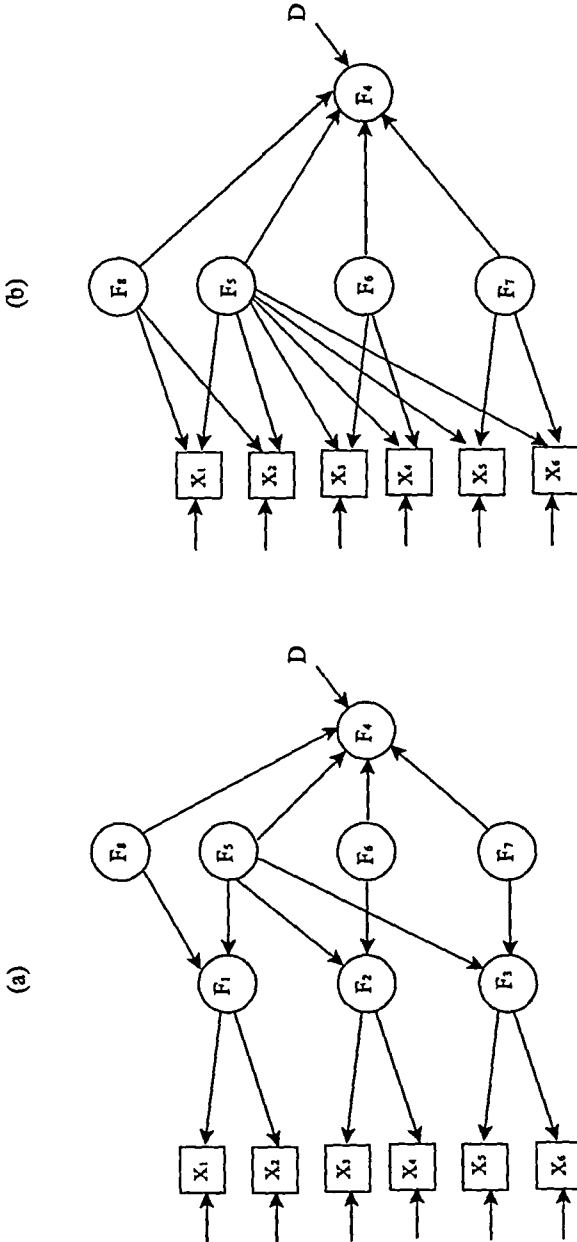 (a)
F₈
F₅
F₆
F₇
F₁
F₂
F₃
F₄
D
X₁
X₂
X₃
X₄
X₅
X₆
(b)
F₈
F₅
F₆
F₇
F₄
D
X₁
X₂
X₃
X₄
X₅
X₆